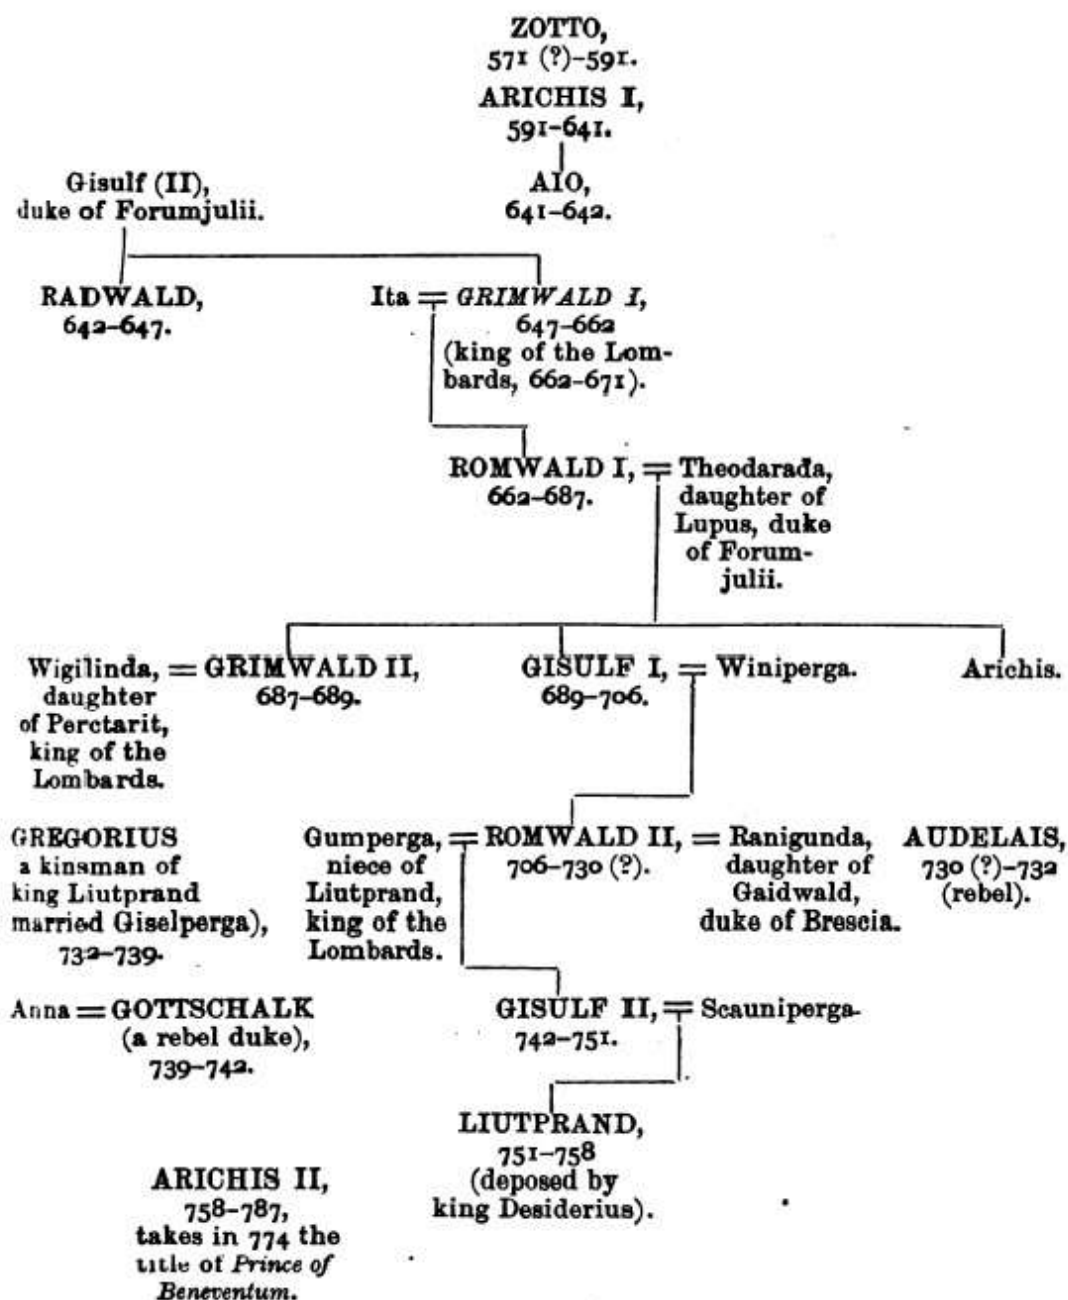 ZOTTO,
571 (?)–591.
ARICHIS I,
591–641.
Gisulf (II),
duke of Forumjulii.
AIO,
641–642.
RADWALD,
642–647.
Ita = GRIMWALD I,
647–662
(king of the Lom-
bards, 662–671).
ROMWALD I, = Theodarada,
662–687.
daughter of
Lupus, duke
of Forum-
julii.
Wigilinda, = GRIMWALD II,
687–689.
daughter
of Perctarit,
king of the
Lombards.
GISULF I, = Winiperga.
689–706.
Arichis.
GREGORIUS
a kinsman of
king Liutprand
married Giselperga),
732–739.
Gumperga, = ROMWALD II, = Ranigunda,
niece of
Liutprand,
king of the
Lombards.
706–730 (?).
daughter of
Gaidwald,
duke of Brescia.
AUDELAIS,
730 (?)–732
(rebel).
Anna = GOTTSCHALK
(a rebel duke),
739–742.
GISULF II, = Scauniperga.
742–751.
LIUTPRAND,
751–758
(deposed by
king Desiderius).
ARICHIS II,
758–787,
takes in 774 the
title of Prince of
Beneventum.